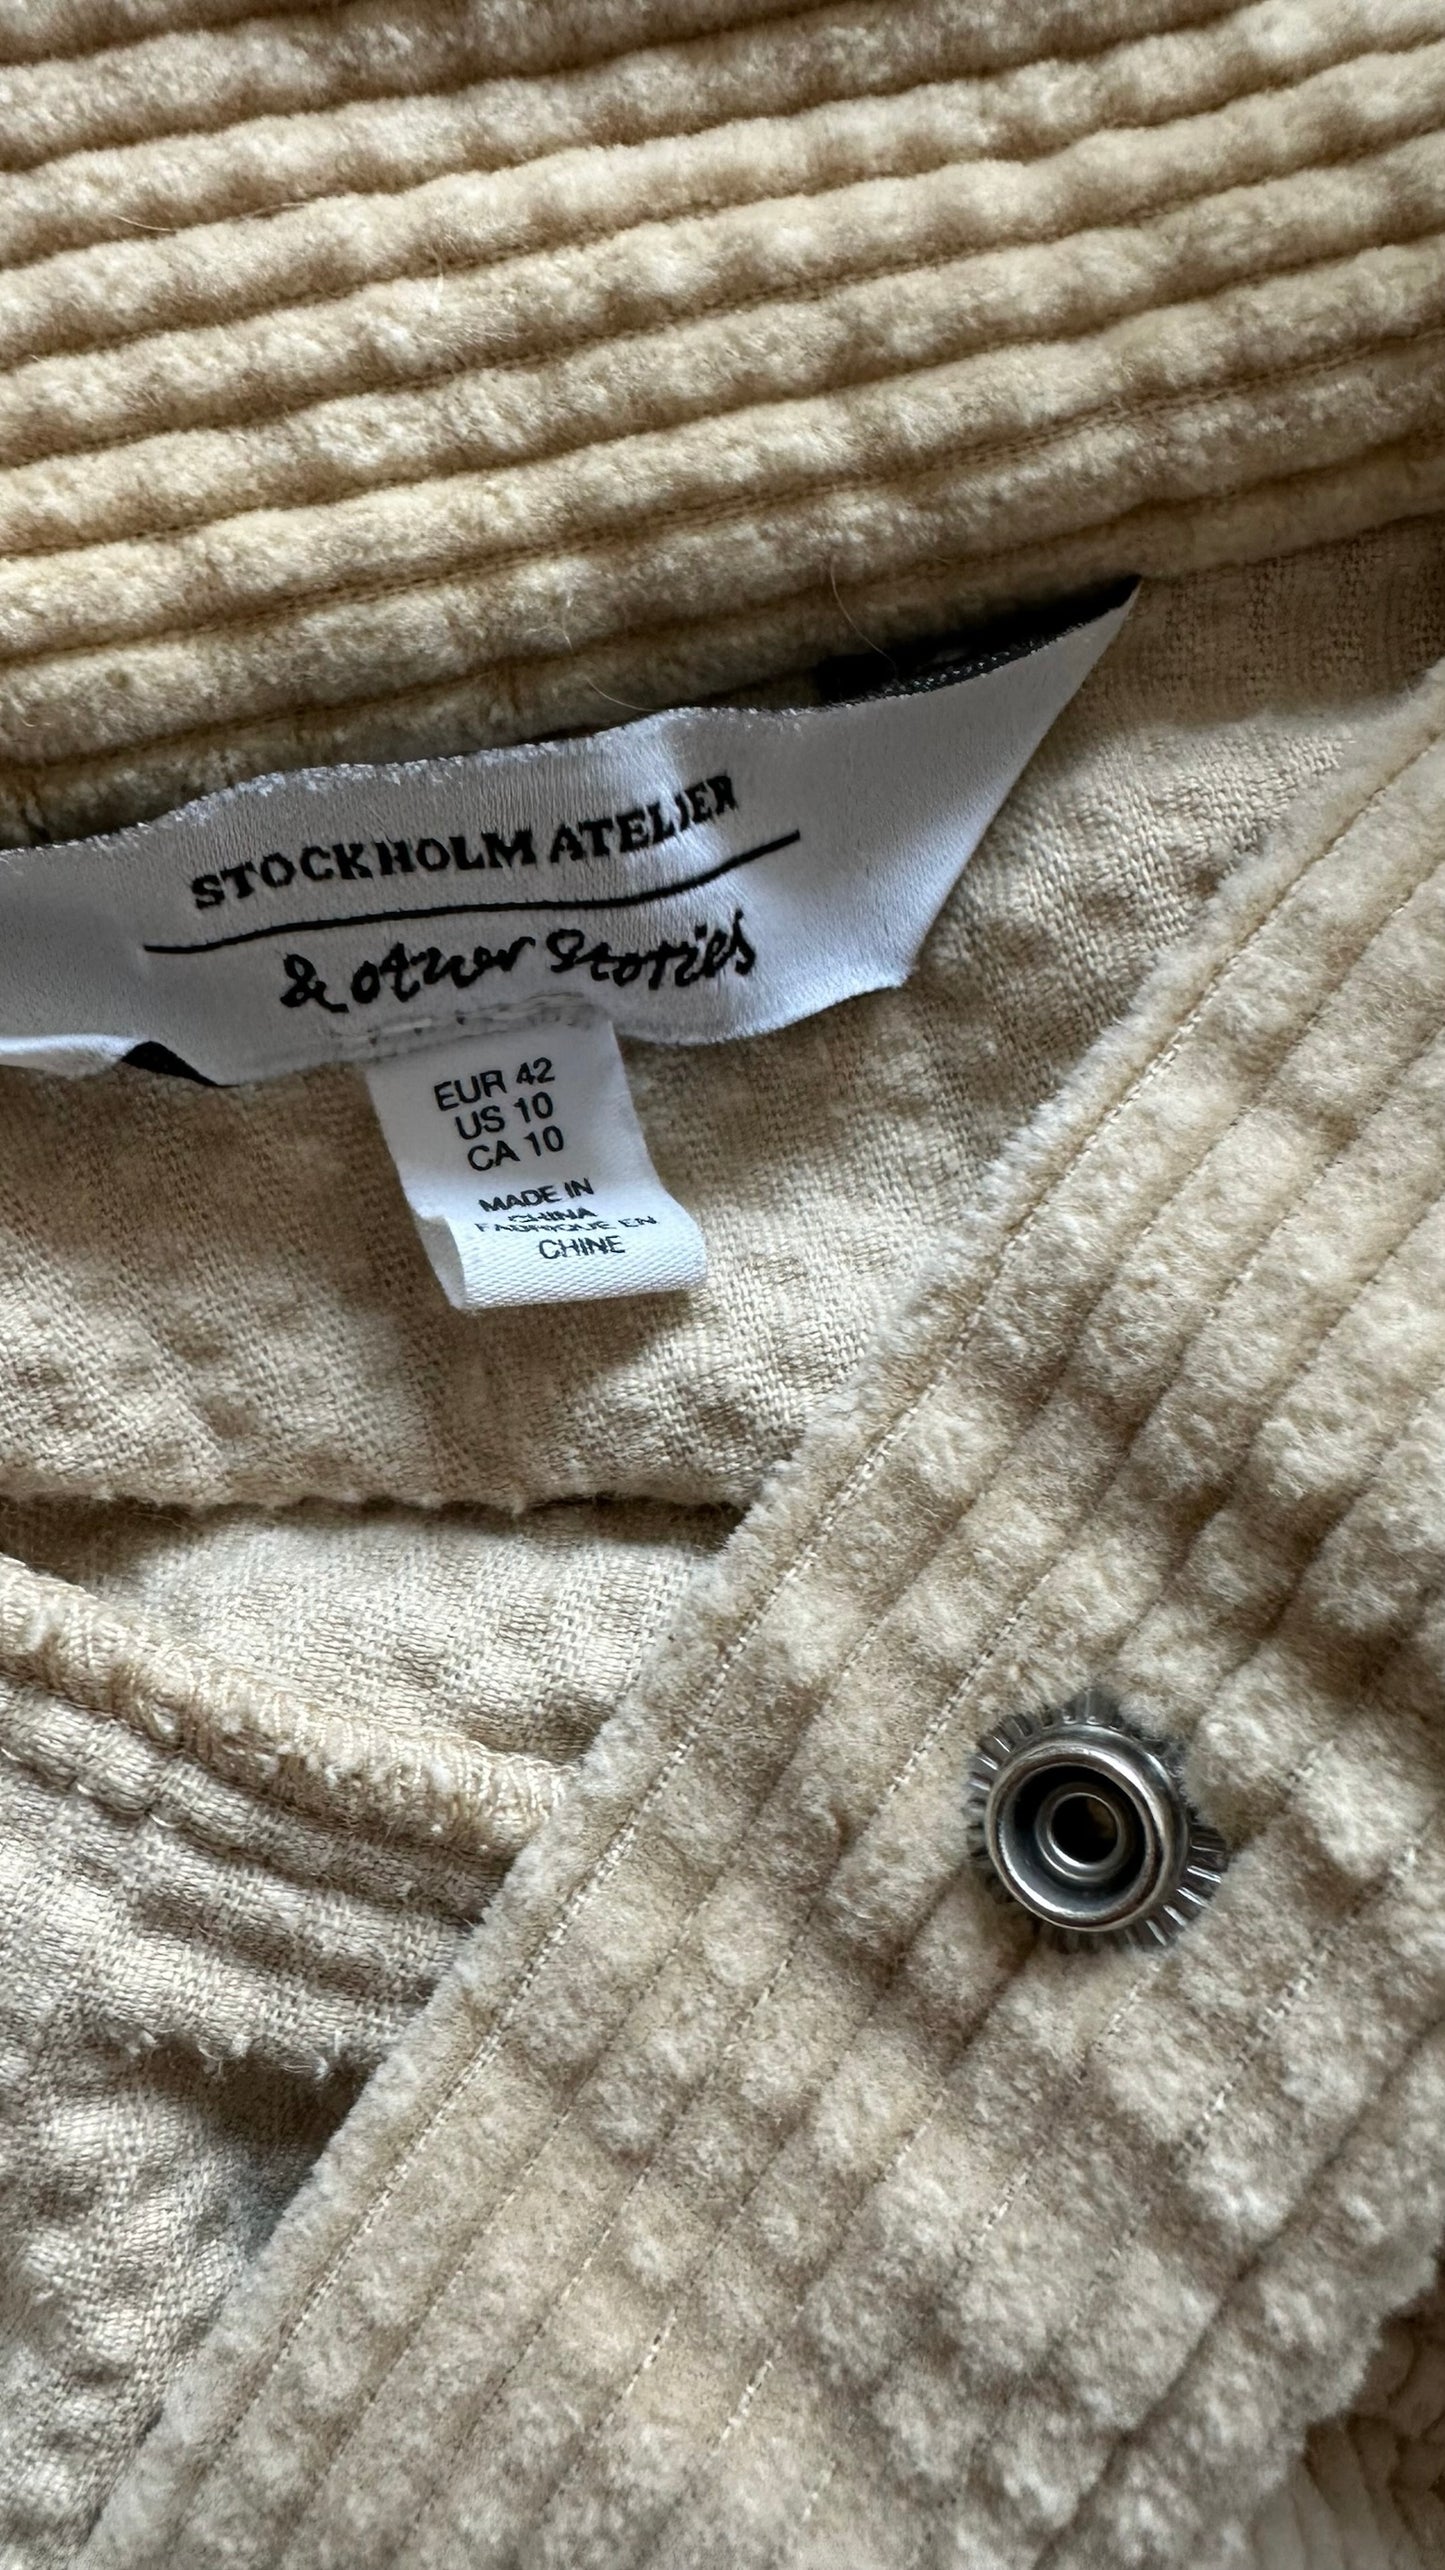 STOCKHOLM ATELIER
& other Stories
EUR 42
US 10
CA 10
MADE IN
CHINA
FABRIQUE EN
CHINE